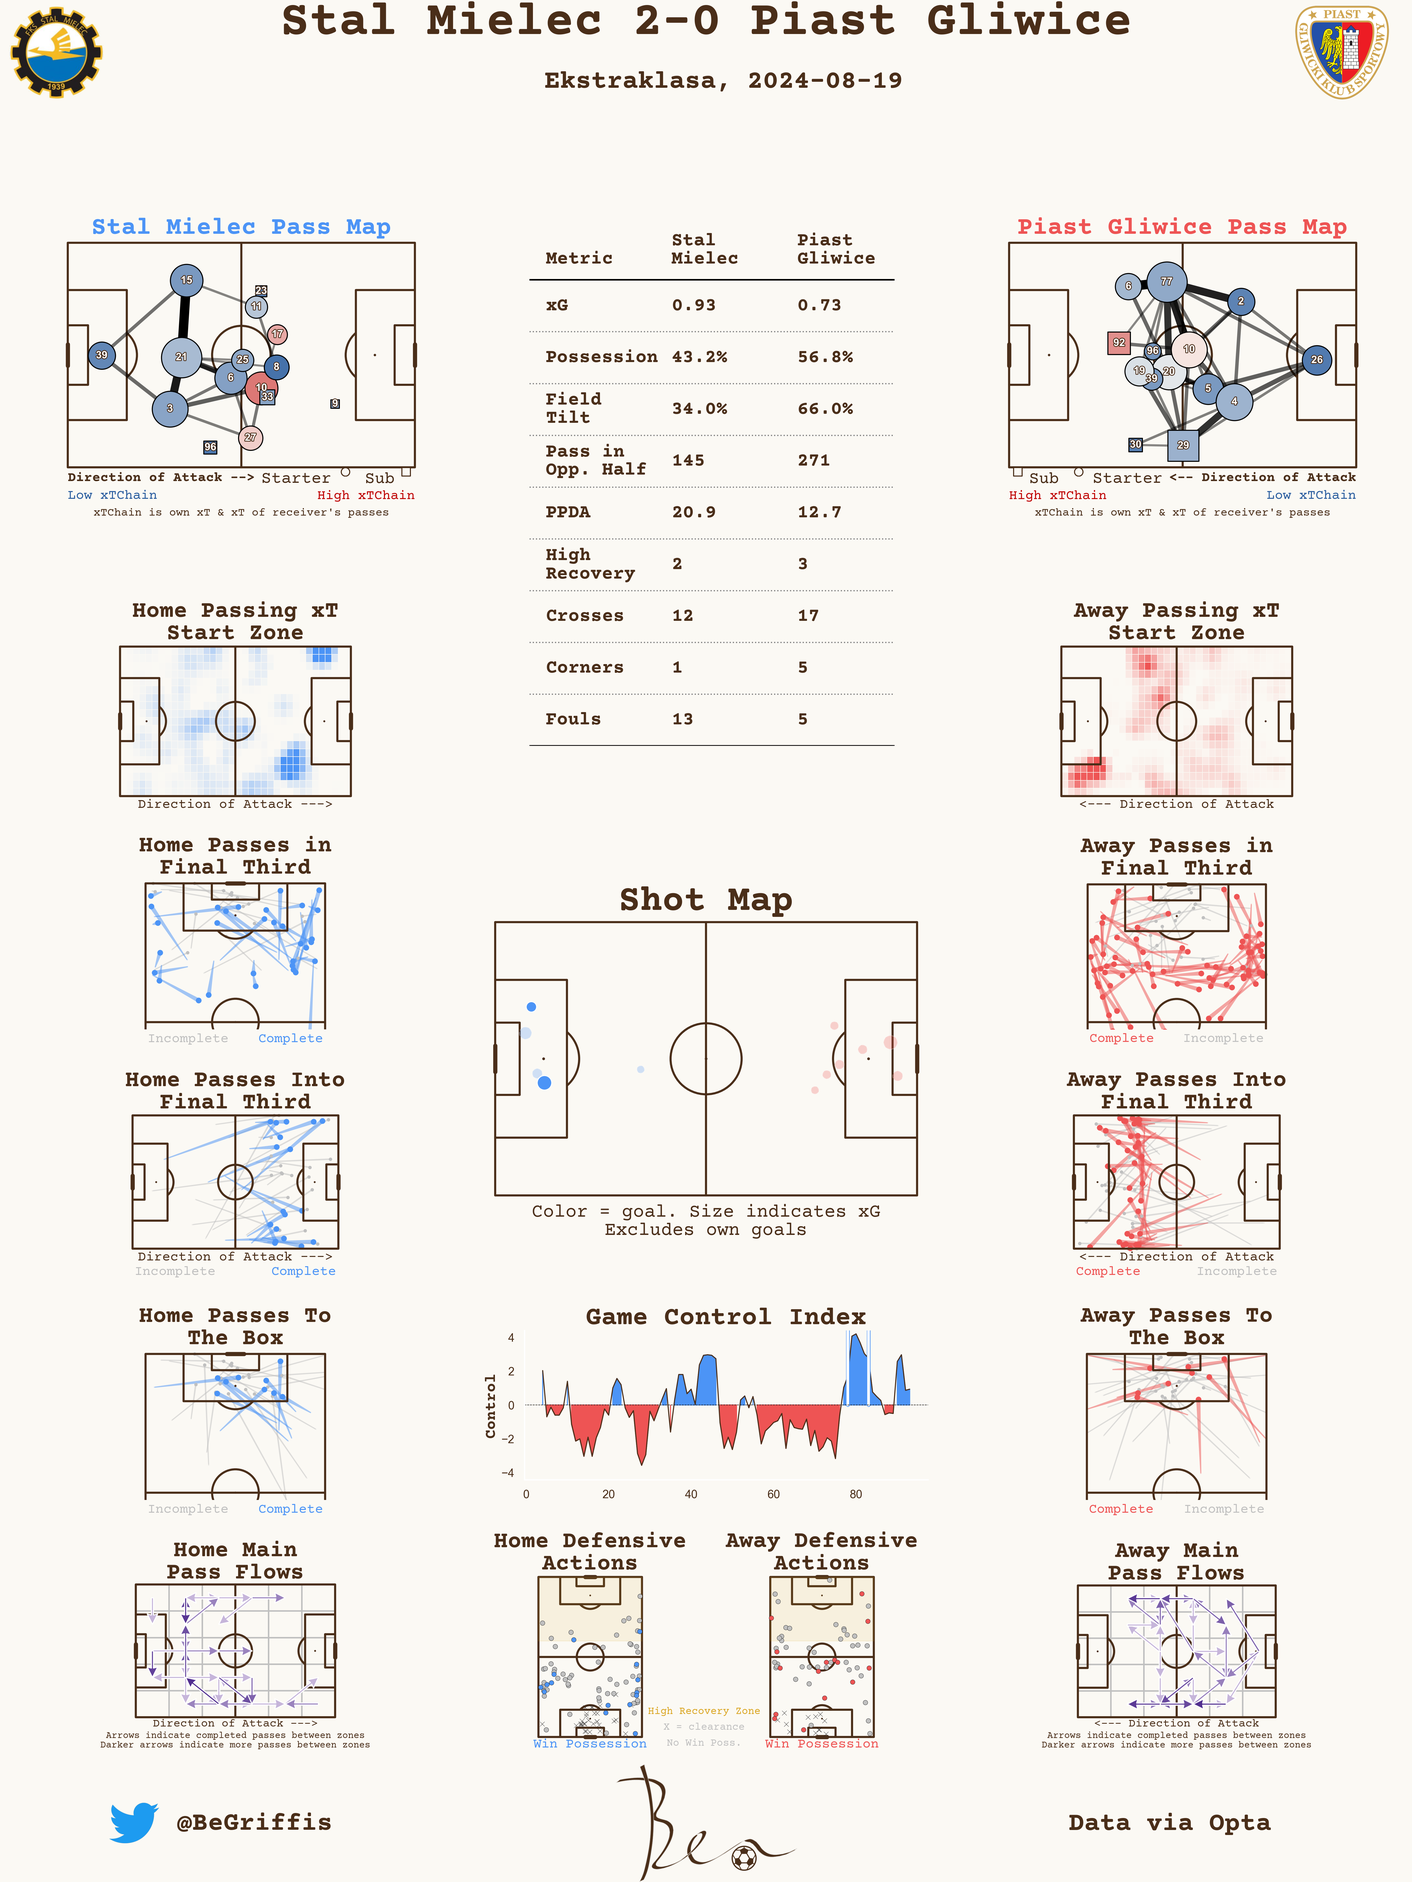 Stal Mielec 2-0 Piast Gliwice
Ekstraklasa, 2024-08-19
FKS STAL MIELEC
1939
PIAST
GLIWICKI KLUB SPORTOWY
Stal Mielec Pass Map
15
23
11
17
39
21
25
8
6
10
33
3
9
27
96
Direction of Attack --> Starter Sub
Low xTChain High xTChain
xTChain is own xT & xT of receiver's passes
Metric Stal Mielec Piast Gliwice
xG 0.93 0.73
Possession 43.2% 56.8%
Field Tilt 34.0% 66.0%
Pass in Opp. Half 145 271
PPDA 20.9 12.7
High Recovery 2 3
Crosses 12 17
Corners 1 5
Fouls 13 5
Piast Gliwice Pass Map
6
77
2
92
96
10
26
19
39
20
5
4
30
29
Sub Starter <-- Direction of Attack
High xTChain Low xTChain
xTChain is own xT & xT of receiver's passes
Home Passing xT
Start Zone
Direction of Attack --->
Away Passing xT
Start Zone
<--- Direction of Attack
Home Passes in
Final Third
Incomplete Complete
Away Passes in
Final Third
Complete Incomplete
Shot Map
Color = goal. Size indicates xG
Excludes own goals
Home Passes Into
Final Third
Direction of Attack --->
Incomplete Complete
Away Passes Into
Final Third
<--- Direction of Attack
Complete Incomplete
Home Passes To
The Box
Incomplete Complete
Game Control Index
Control
4
2
0
−2
−4
0 20 40 60 80
Away Passes To
The Box
Complete Incomplete
Home Main
Pass Flows
Direction of Attack --->
Arrows indicate completed passes between zones
Darker arrows indicate more passes between zones
Home Defensive
Actions
Win Possession
Away Defensive
Actions
Win Possession
High Recovery Zone
X = clearance
No Win Poss.
Away Main
Pass Flows
<--- Direction of Attack
Arrows indicate completed passes between zones
Darker arrows indicate more passes between zones
@BeGriffis
Ben
Data via Opta